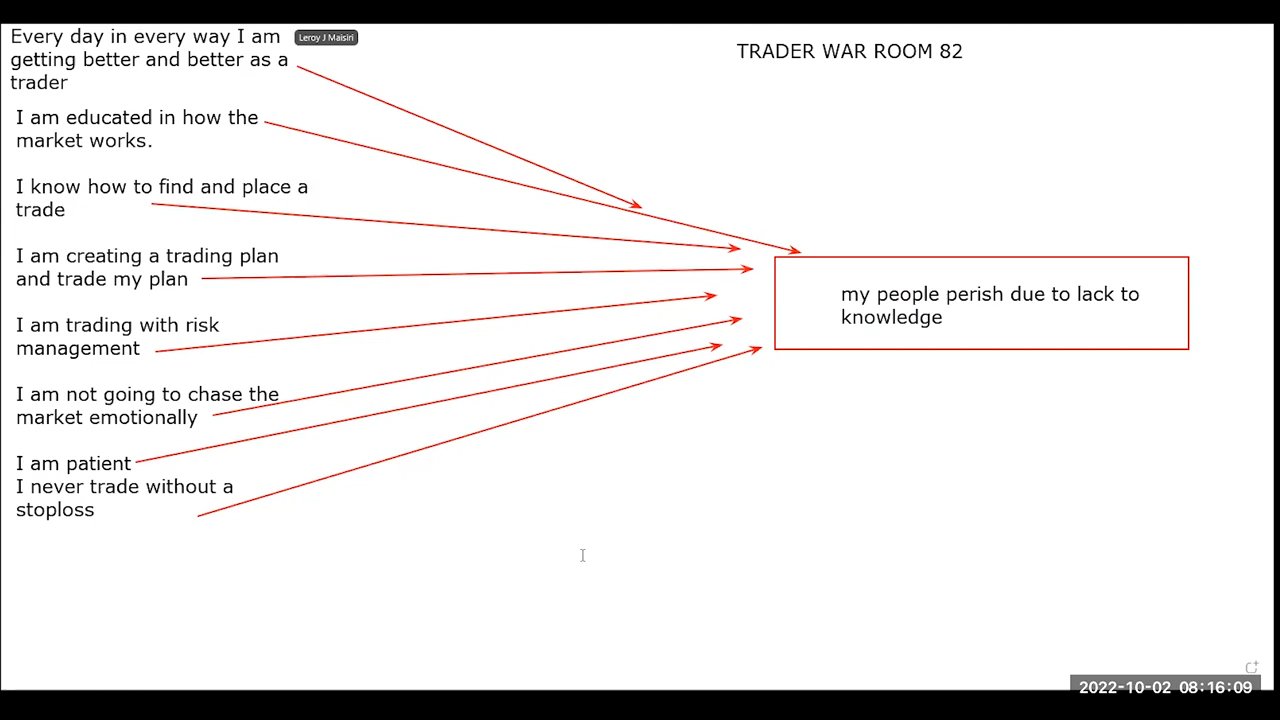 Every day in every way I am
getting better and better as a
trader
Leroy J Maisiri
TRADER WAR ROOM 82
I am educated in how the
market works.
I know how to find and place a
trade
I am creating a trading plan
and trade my plan
I am trading with risk
management
I am not going to chase the
market emotionally
I am patient
I never trade without a
stoploss
my people perish due to lack to
knowledge
2022-10-02 08:16:09